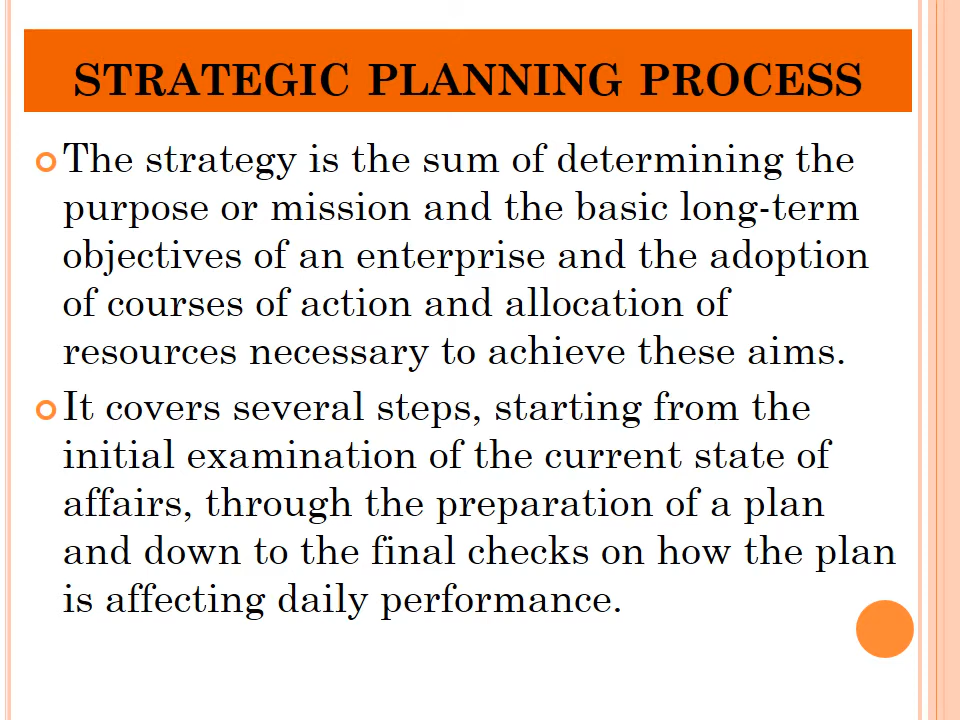 STRATEGIC PLANNING PROCESS
The strategy is the sum of determining the
purpose or mission and the basic long-term
objectives of an enterprise and the adoption
of courses of action and allocation of
resources necessary to achieve these aims.
It covers several steps, starting from the
initial examination of the current state of
affairs, through the preparation of a plan
and down to the final checks on how the plan
is affecting daily performance.